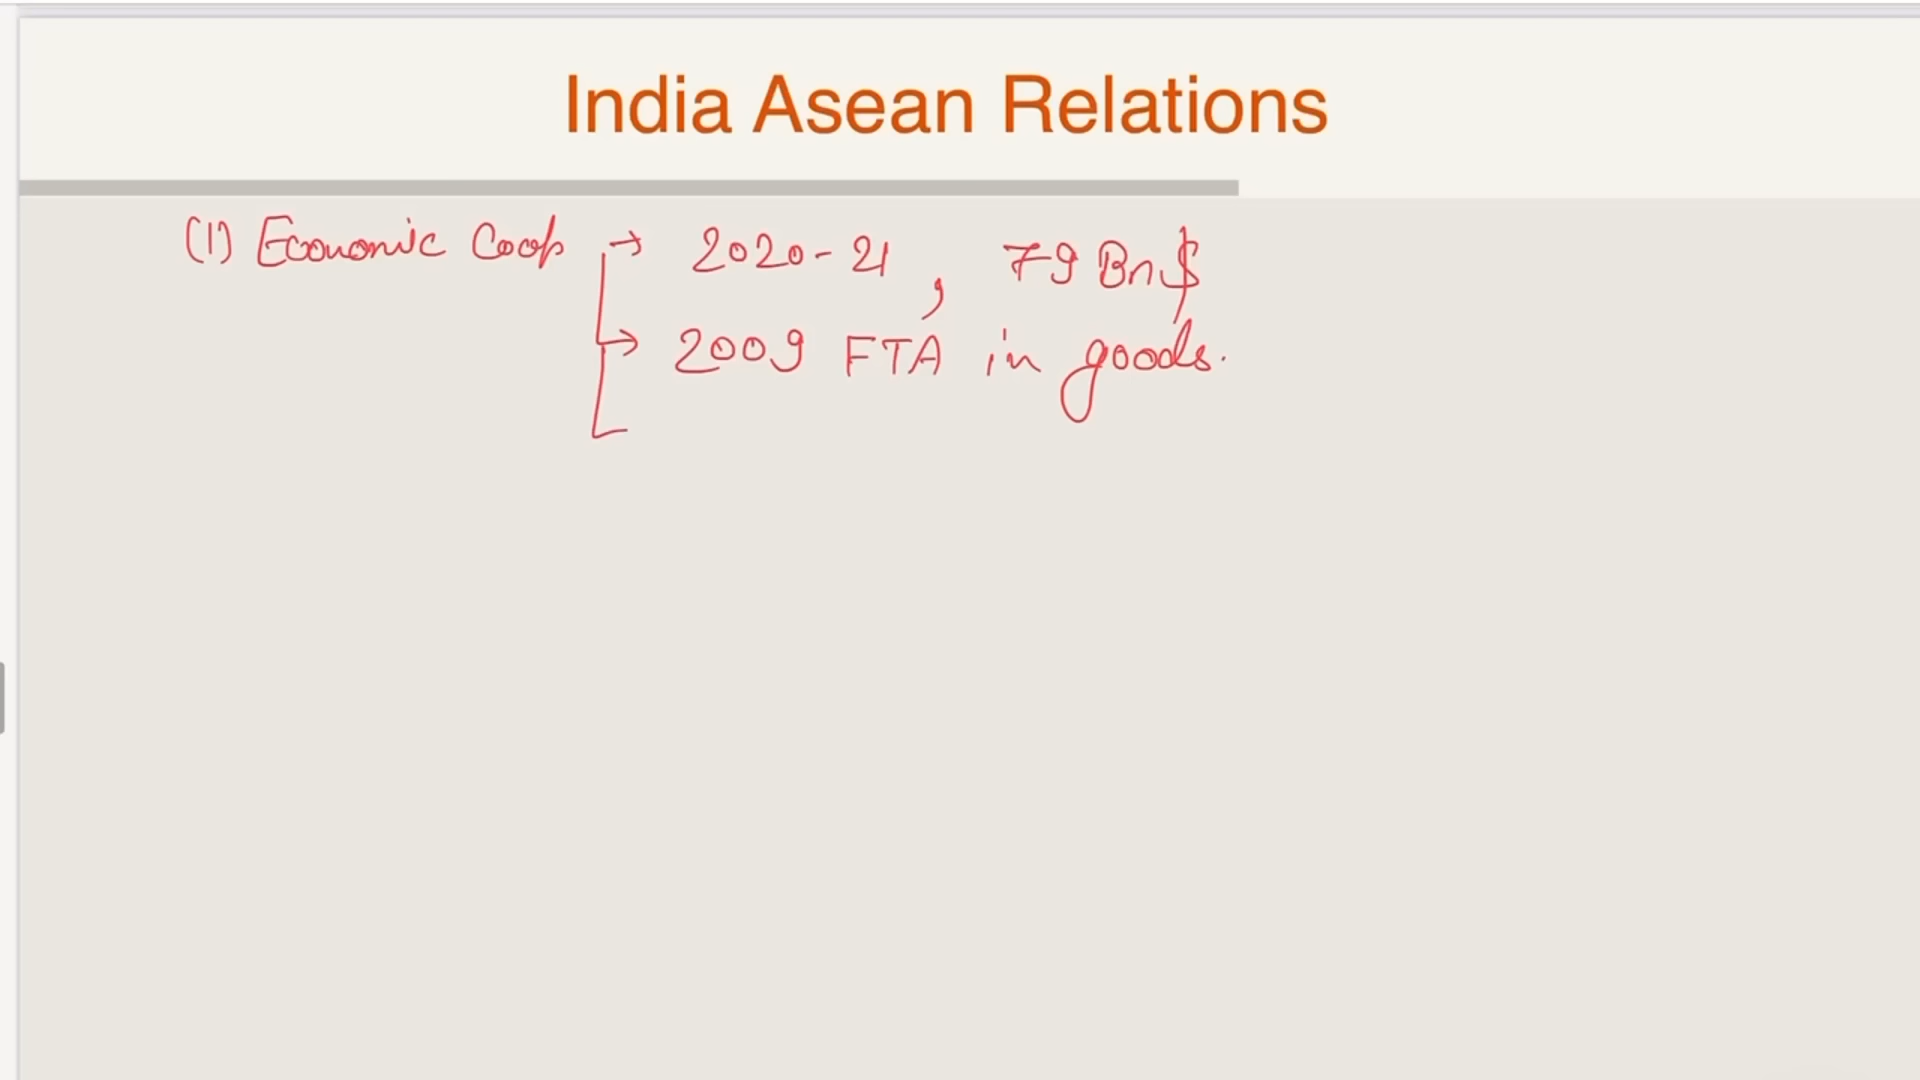 India Asean Relations
(1) Economic Coop → 2020-21, 79 Bn$
→ 2009 FTA in goods.